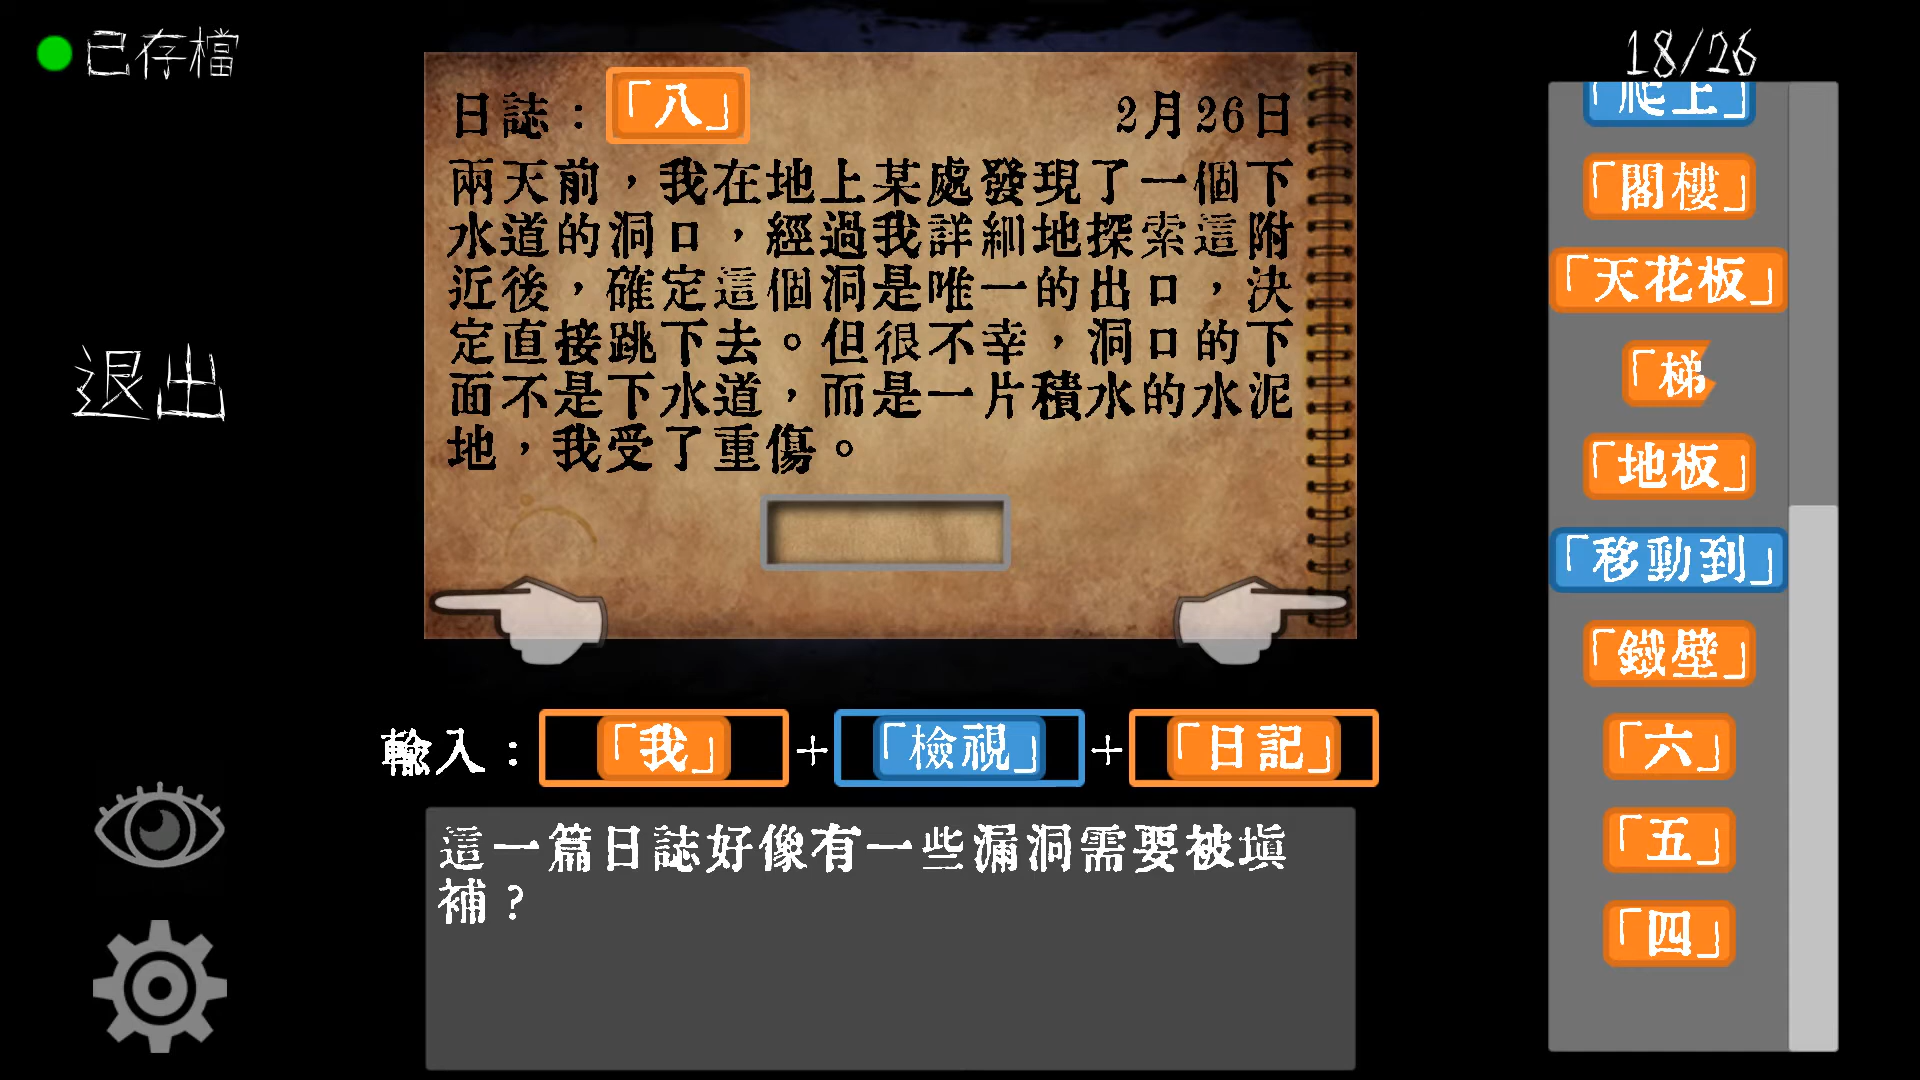 已存檔
18/26
日誌：「八」 2月26日
兩天前，我在地上某處發現了一個下
水道的洞口，經過我詳細地探索這附
近後，確定這個洞是唯一的出口，決
定直接跳下去。但很不幸，洞口的下
面不是下水道，而是一片積水的水泥
地，我受了重傷。
退出
輸入：「我」+「檢視」+「日記」
這一篇日誌好像有一些漏洞需要被填
補？
「爬上」
「閣樓」
「天花板」
「梯
「地板」
「移動到」
「鐵壁」
「六」
「五」
「四」